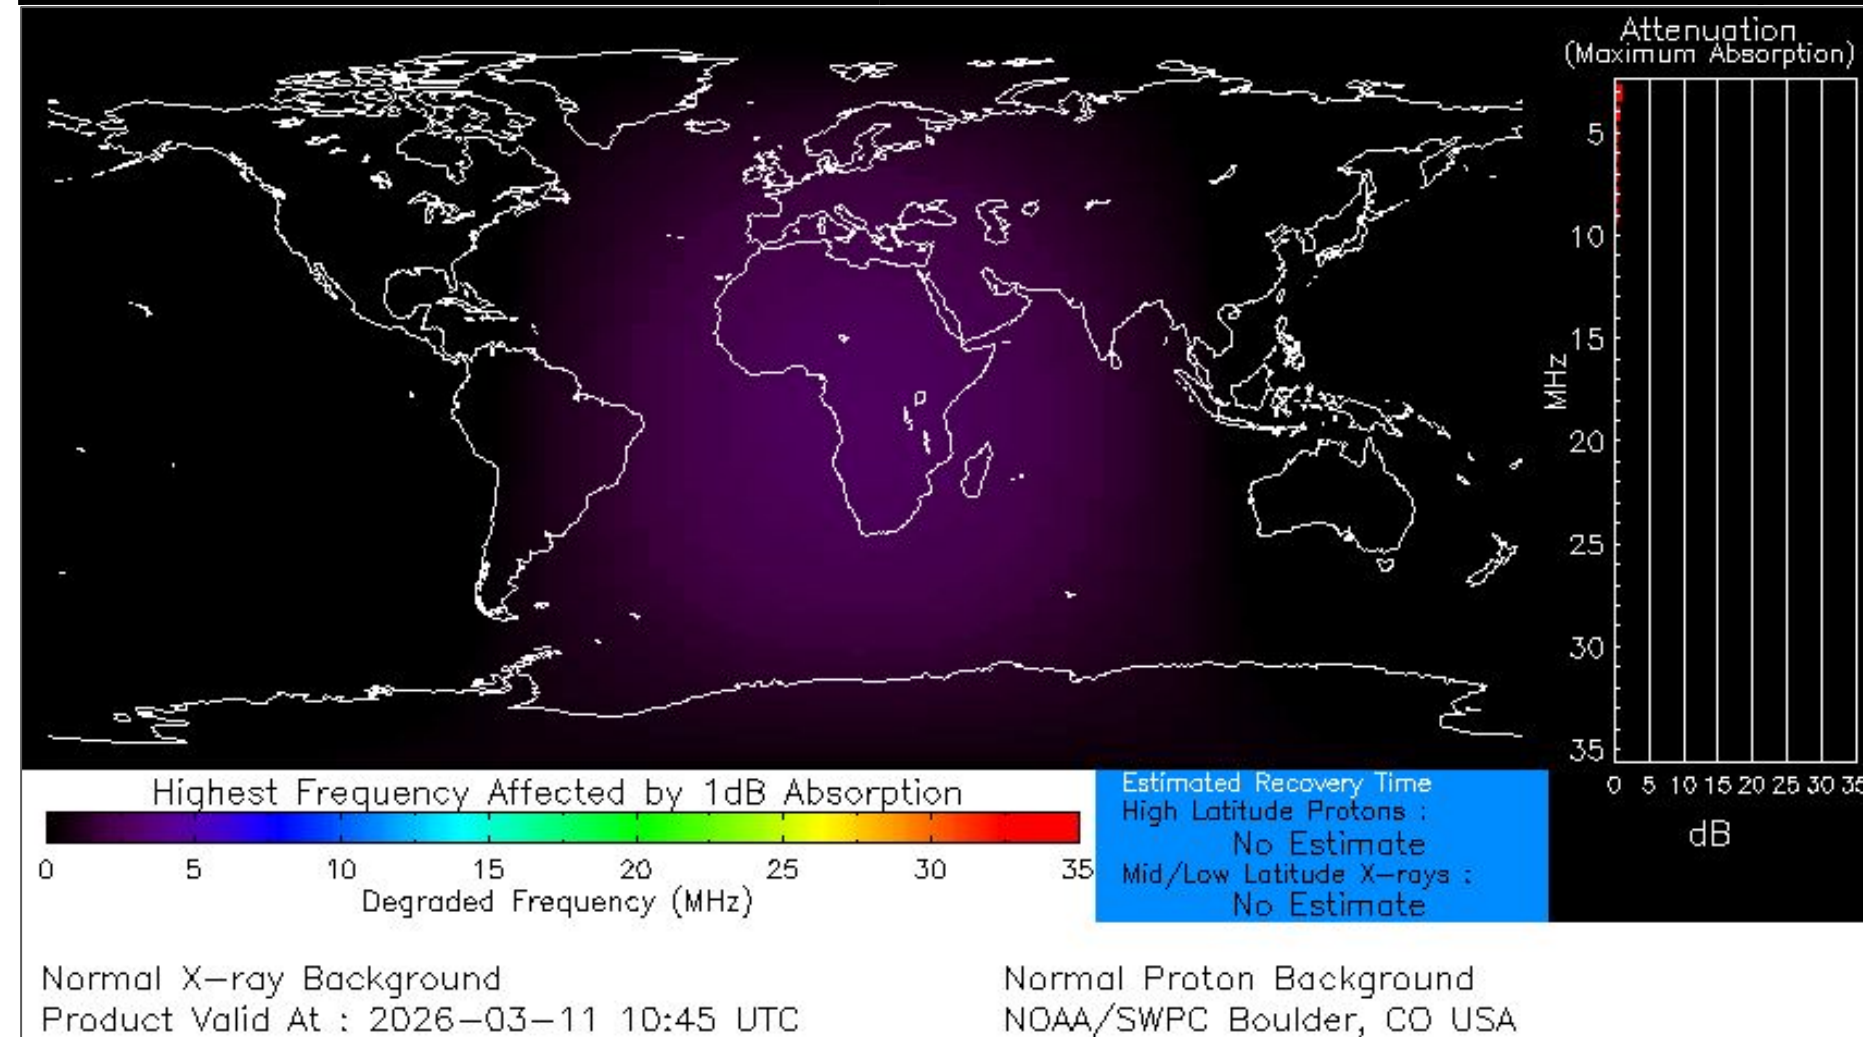 Attenuation
(Maximum Absorption)
5
10
15
20
25
30
35
MHz
0 5 10 15 20 25 30 35
dB
Highest Frequency Affected by 1dB Absorption
0 5 10 15 20 25 30 35
Degraded Frequency (MHz)
Estimated Recovery Time
High Latitude Protons :
No Estimate
Mid/Low Latitude X-rays :
No Estimate
Normal X-ray Background
Product Valid At : 2026-03-11 10:45 UTC
Normal Proton Background
NOAA/SWPC Boulder, CO USA